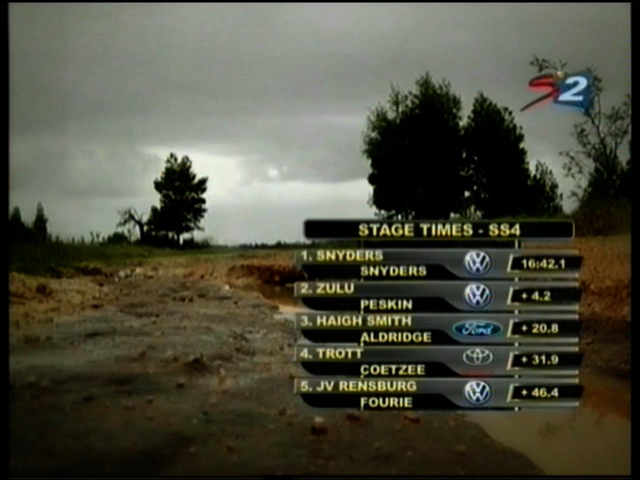 S2
STAGE TIMES - SS4
1. SNYDERS
SNYDERS
16:42.1
2. ZULU
PESKIN
+ 4.2
3. HAIGH SMITH
ALDRIDGE
Ford
+ 20.8
4. TROTT
COETZEE
+ 31.9
5. JV RENSBURG
FOURIE
+ 46.4